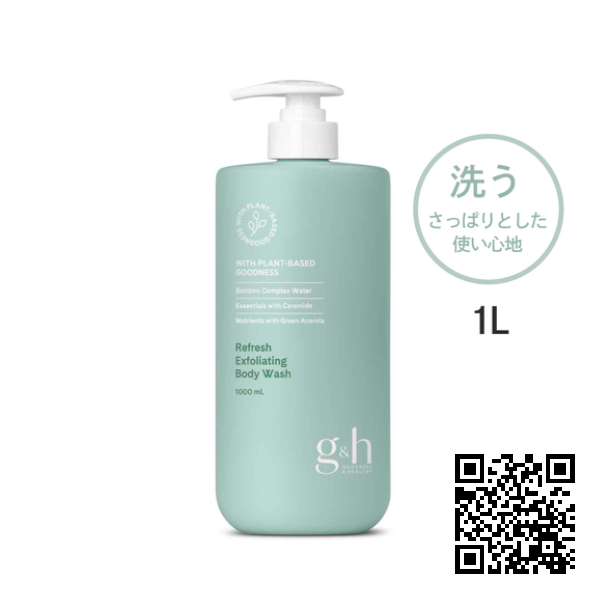 WITH PLANT-BASED GOODNESS
WITH PLANT-BASED
GOODNESS
Bamboo Complex Water
Essentials with Ceramide
Nutrients with Green Acerola
Refresh
Exfoliating
Body Wash
1000 mL
g&h
GOODNESS
& HEALTH
洗う
さっぱりとした
使い心地
1L